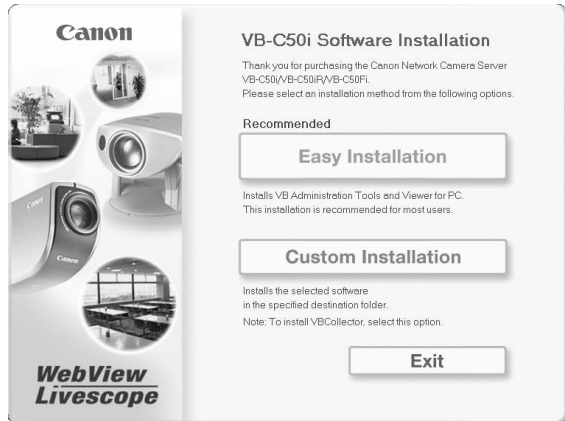 Canon
VB-C50i Software Installation
Thank you for purchasing the Canon Network Camera Server
VB-C50i/VB-C50iR/VB-C50Fi.
Please select an installation method from the following options.
Recommended
Easy Installation
Installs VB Administration Tools and Viewer for PC.
This installation is recommended for most users.
Custom Installation
Installs the selected software
in the specified destination folder.
Note: To install VBCollector, select this option.
Exit
Canon
Canon
WebView
Livescope